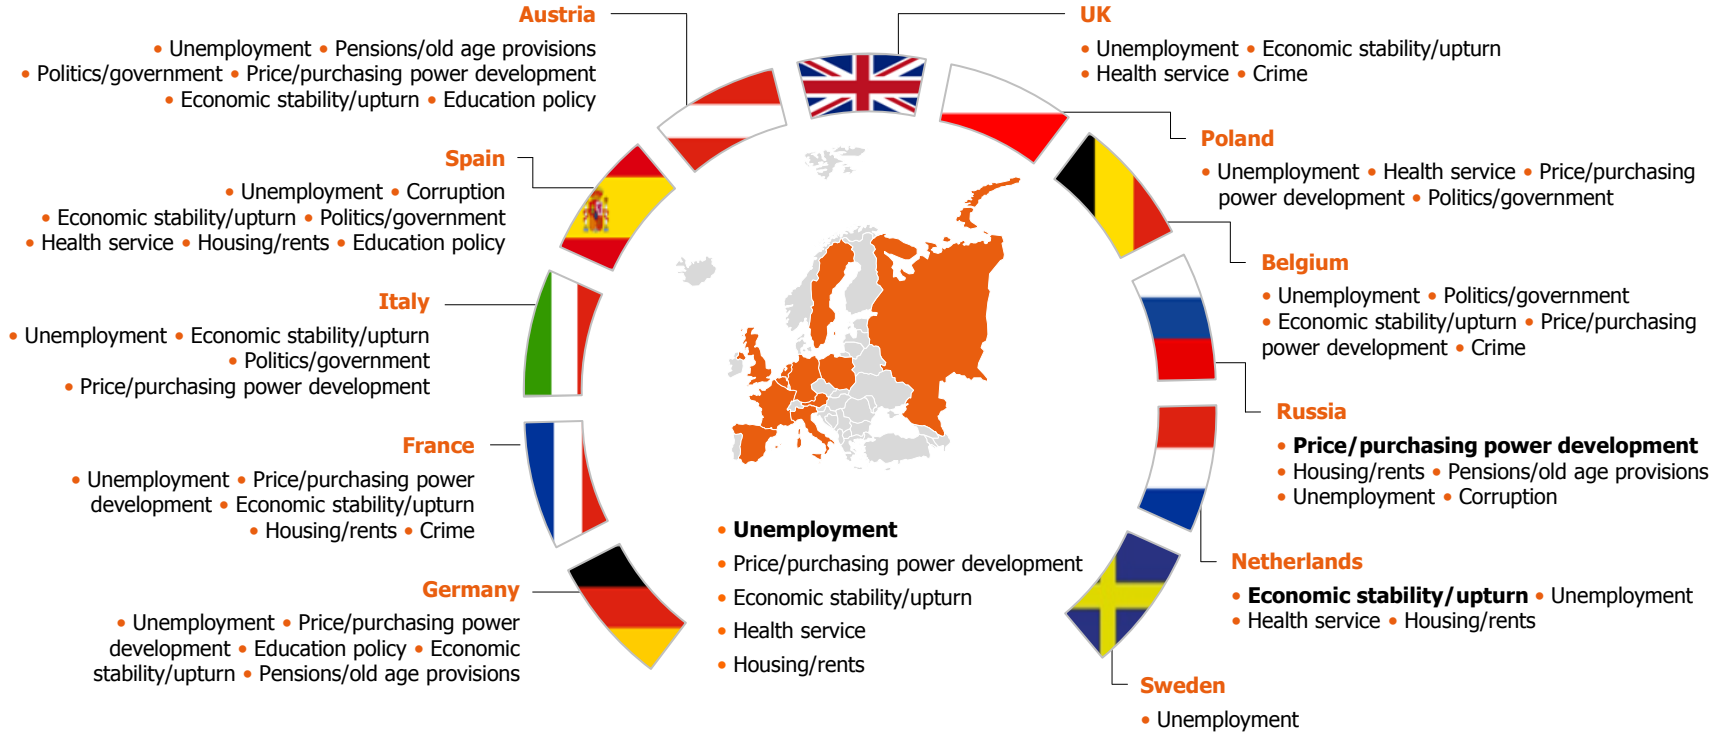 Austria
• Unemployment • Pensions/old age provisions
• Politics/government • Price/purchasing power development
• Economic stability/upturn • Education policy
Spain
• Unemployment • Corruption
• Economic stability/upturn • Politics/government
• Health service • Housing/rents • Education policy
Italy
• Unemployment • Economic stability/upturn
• Politics/government
• Price/purchasing power development
France
• Unemployment • Price/purchasing power
development • Economic stability/upturn
• Housing/rents • Crime
Germany
• Unemployment • Price/purchasing power
development • Education policy • Economic
stability/upturn • Pensions/old age provisions
• Unemployment
• Price/purchasing power development
• Economic stability/upturn
• Health service
• Housing/rents
UK
• Unemployment • Economic stability/upturn
• Health service • Crime
Poland
• Unemployment • Health service • Price/purchasing
power development • Politics/government
Belgium
• Unemployment • Politics/government
• Economic stability/upturn • Price/purchasing
power development • Crime
Russia
• Price/purchasing power development
• Housing/rents • Pensions/old age provisions
• Unemployment • Corruption
Netherlands
• Economic stability/upturn • Unemployment
• Health service • Housing/rents
Sweden
• Unemployment